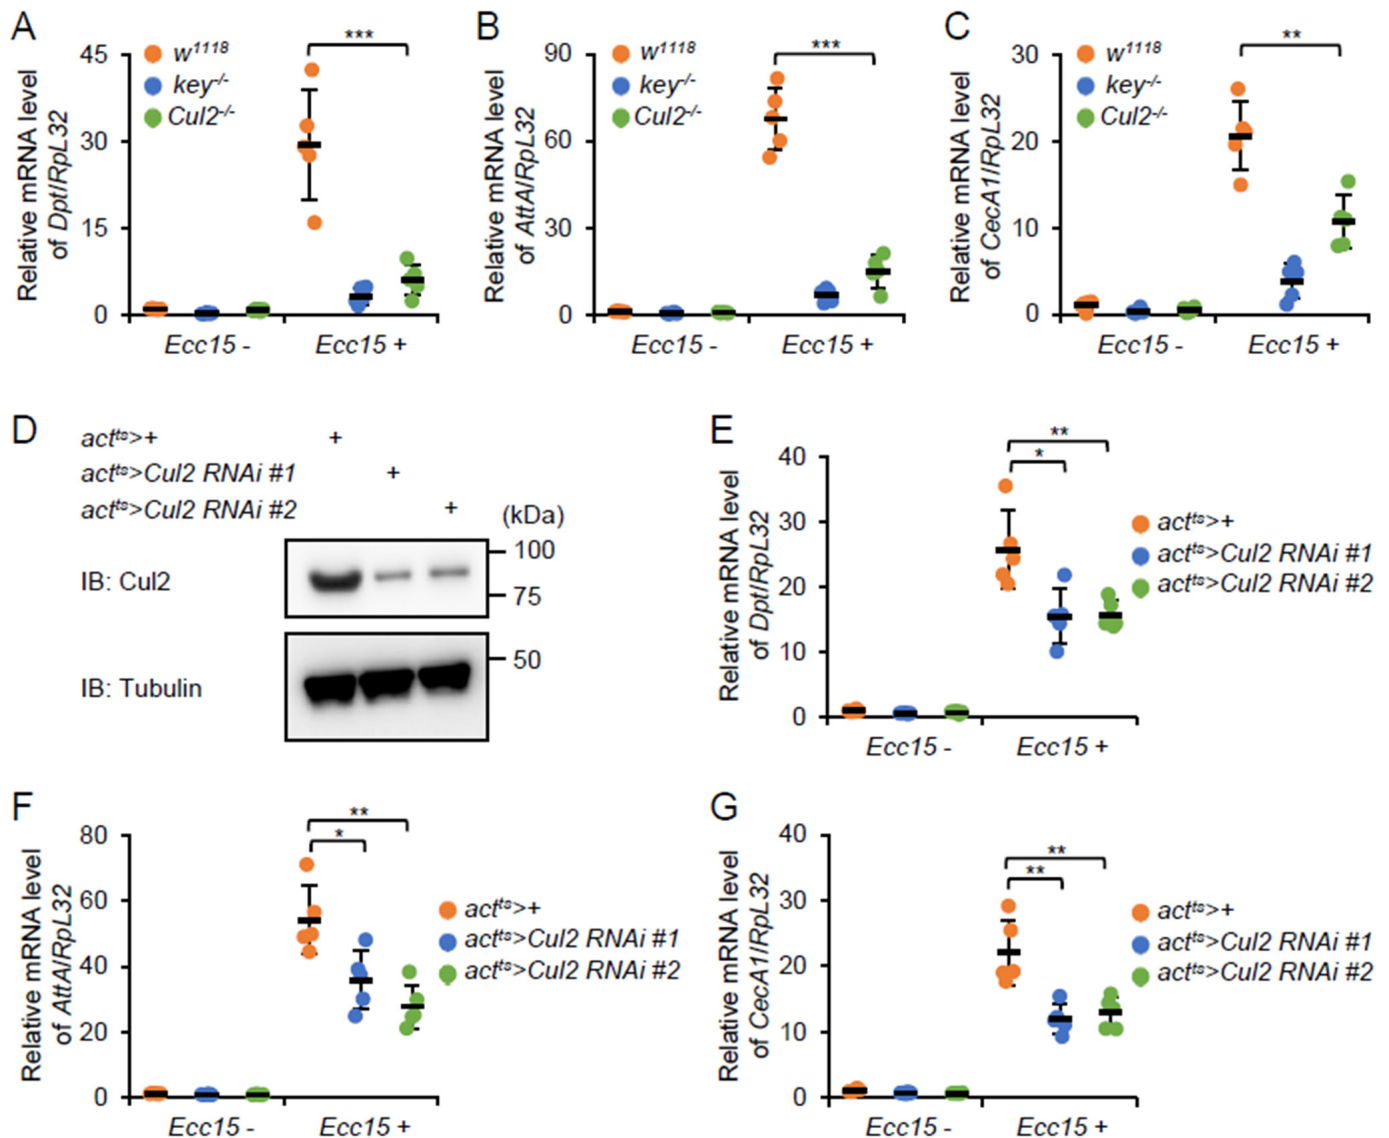 A
45
30
15
0
Relative mRNA level
of Dpt/RpL32
w1118
key-/-
Cul2-/-
***
Ecc15 -
Ecc15 +
B
90
60
30
0
Relative mRNA level
of AttA/RpL32
w1118
key-/-
Cul2-/-
***
Ecc15 -
Ecc15 +
C
30
20
10
0
Relative mRNA level
of CecA1/RpL32
w1118
key-/-
Cul2-/-
**
Ecc15 -
Ecc15 +
D
actts>+ +
actts>Cul2 RNAi #1 +
actts>Cul2 RNAi #2 +
(kDa)
100
IB: Cul2
75
50
IB: Tubulin
E
40
30
20
10
0
Relative mRNA level
of Dpt/RpL32
**
*
actts>+
actts>Cul2 RNAi #1
actts>Cul2 RNAi #2
Ecc15 -
Ecc15 +
F
80
60
40
20
0
Relative mRNA level
of AttA/RpL32
**
*
actts>+
actts>Cul2 RNAi #1
actts>Cul2 RNAi #2
Ecc15 -
Ecc15 +
G
40
30
20
10
0
Relative mRNA level
of CecA1/RpL32
**
**
actts>+
actts>Cul2 RNAi #1
actts>Cul2 RNAi #2
Ecc15 -
Ecc15 +